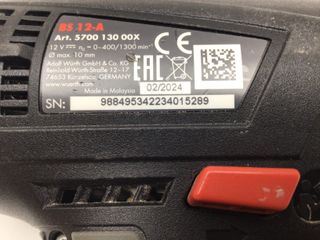 BS 12-A
Art. 5700 130 00X
12 V ⎓ n₀ = 0-400/1300 min⁻¹
Ø max. 10 mm
Adolf Würth GmbH & Co. KG
Reinhold-Würth-Straße 12-17
74653 Künzelsau, GERMANY
www.wuerth.com
Made in Malaysia
CE
EAC
02/2024
SN: 988495342234015289